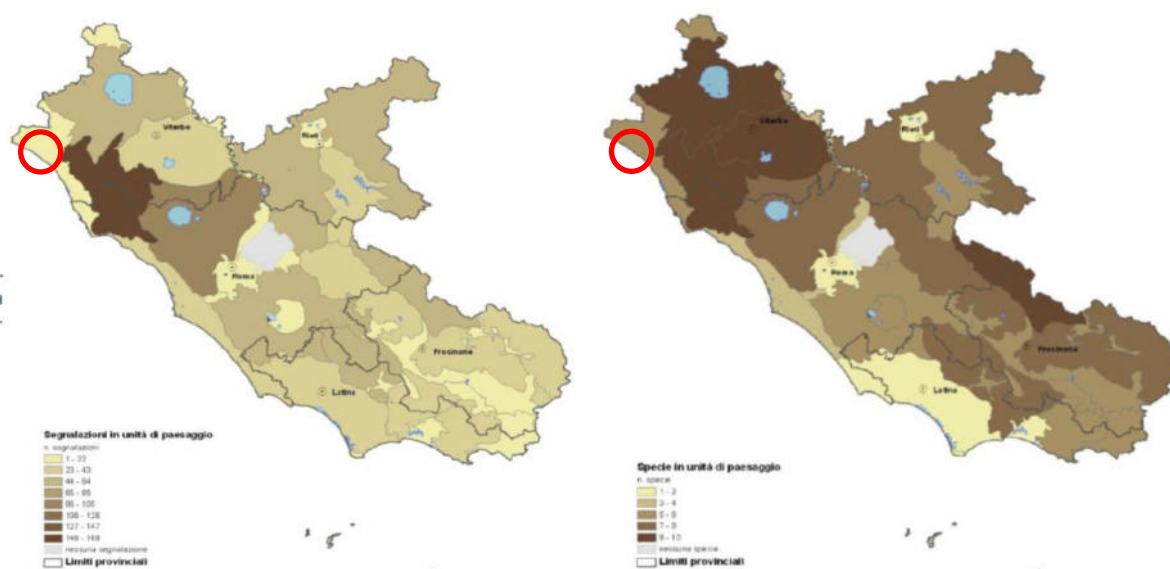 Viterbo
Rieti
Roma
Frosinone
Latina
Segnalazioni in unità di paesaggio
n. segnalazioni
1 - 22
23 - 43
44 - 64
65 - 85
86 - 106
106 - 126
127 - 147
148 - 168
nessuna segnalazione
Limiti provinciali
Viterbo
Rieti
Roma
Frosinone
Latina
Specie in unità di paesaggio
n. specie
1 - 2
3 - 4
5 - 6
7 - 8
9 - 10
nessuna specie
Limiti provinciali